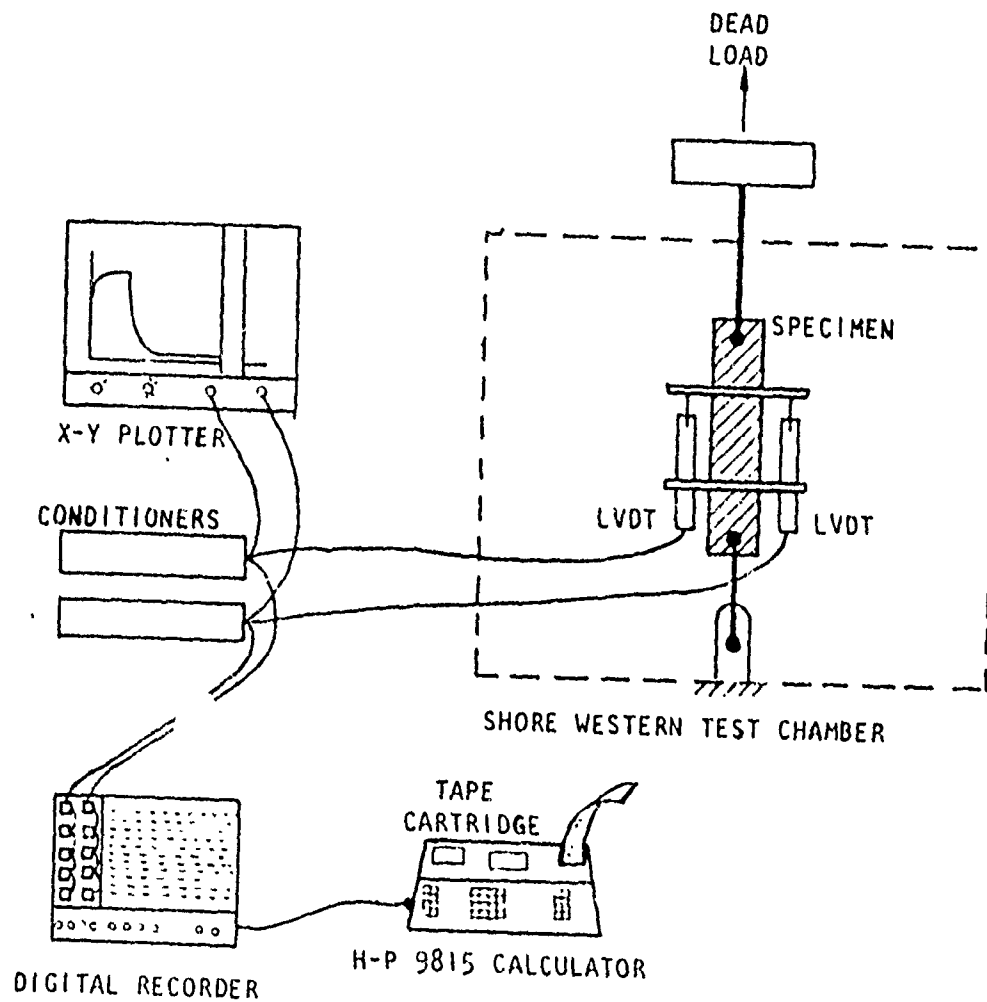 DEAD
LOAD
SPECIMEN
X-Y PLOTTER
CONDITIONERS
LVDT
LVDT
SHORE WESTERN TEST CHAMBER
TAPE
CARTRIDGE
H-P 9815 CALCULATOR
DIGITAL RECORDER